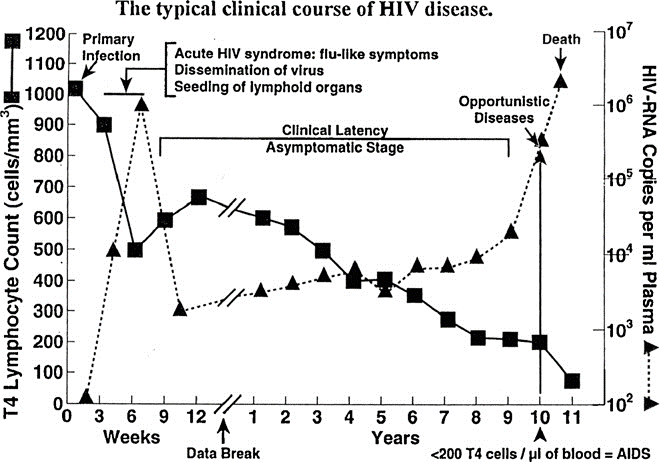 The typical clinical course of HIV disease.
1200
1100
1000
900
800
700
600
500
400
300
200
100
0
T4 Lymphocyte Count (cells/mm³)
Primary
Infection
Acute HIV syndrome: flu-like symptoms
Dissemination of virus
Seeding of lymphoid organs
Clinical Latency
Asymptomatic Stage
Opportunistic
Diseases
Death
10⁷
10⁶
10⁵
10⁴
10³
10²
HIV-RNA Copies per ml Plasma
0 3 6 9 12 1 2 3 4 5 6 7 8 9 10 11
Weeks
Years
Data Break
<200 T4 cells / µl of blood = AIDS